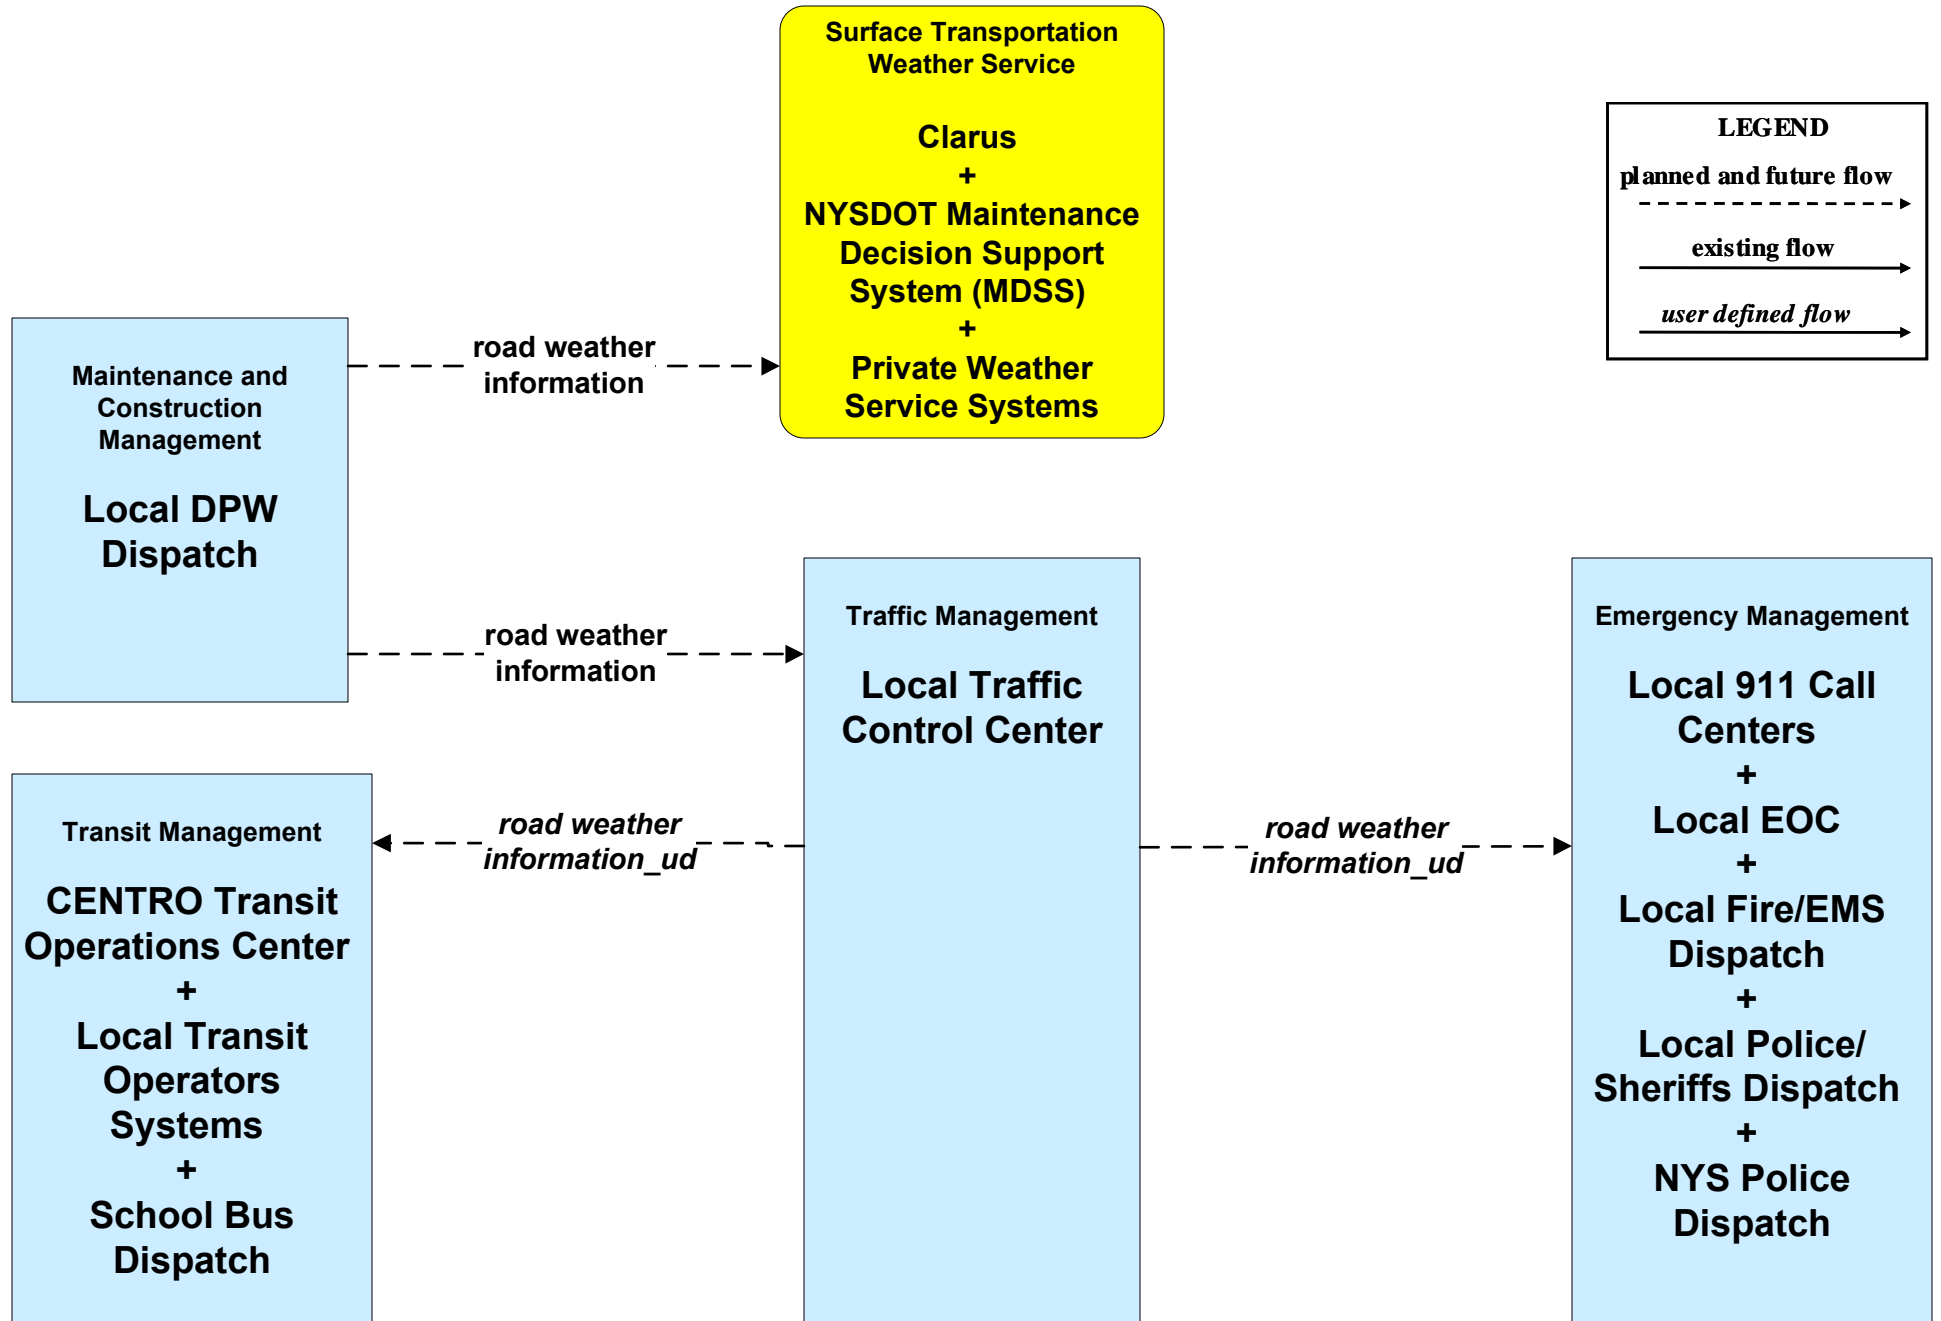 Surface Transportation
Weather Service
Clarus
+
NYSDOT Maintenance
Decision Support
System (MDSS)
+
Private Weather
Service Systems
LEGEND
planned and future flow
existing flow
user defined flow
Maintenance and
Construction
Management
Local DPW
Dispatch
road weather
information
road weather
information
Traffic Management
Local Traffic
Control Center
Emergency Management
Local 911 Call
Centers
+
Local EOC
+
Local Fire/EMS
Dispatch
+
Local Police/
Sheriffs Dispatch
+
NYS Police
Dispatch
Transit Management
CENTRO Transit
Operations Center
+
Local Transit
Operators
Systems
+
School Bus
Dispatch
road weather
information_ud
road weather
information_ud